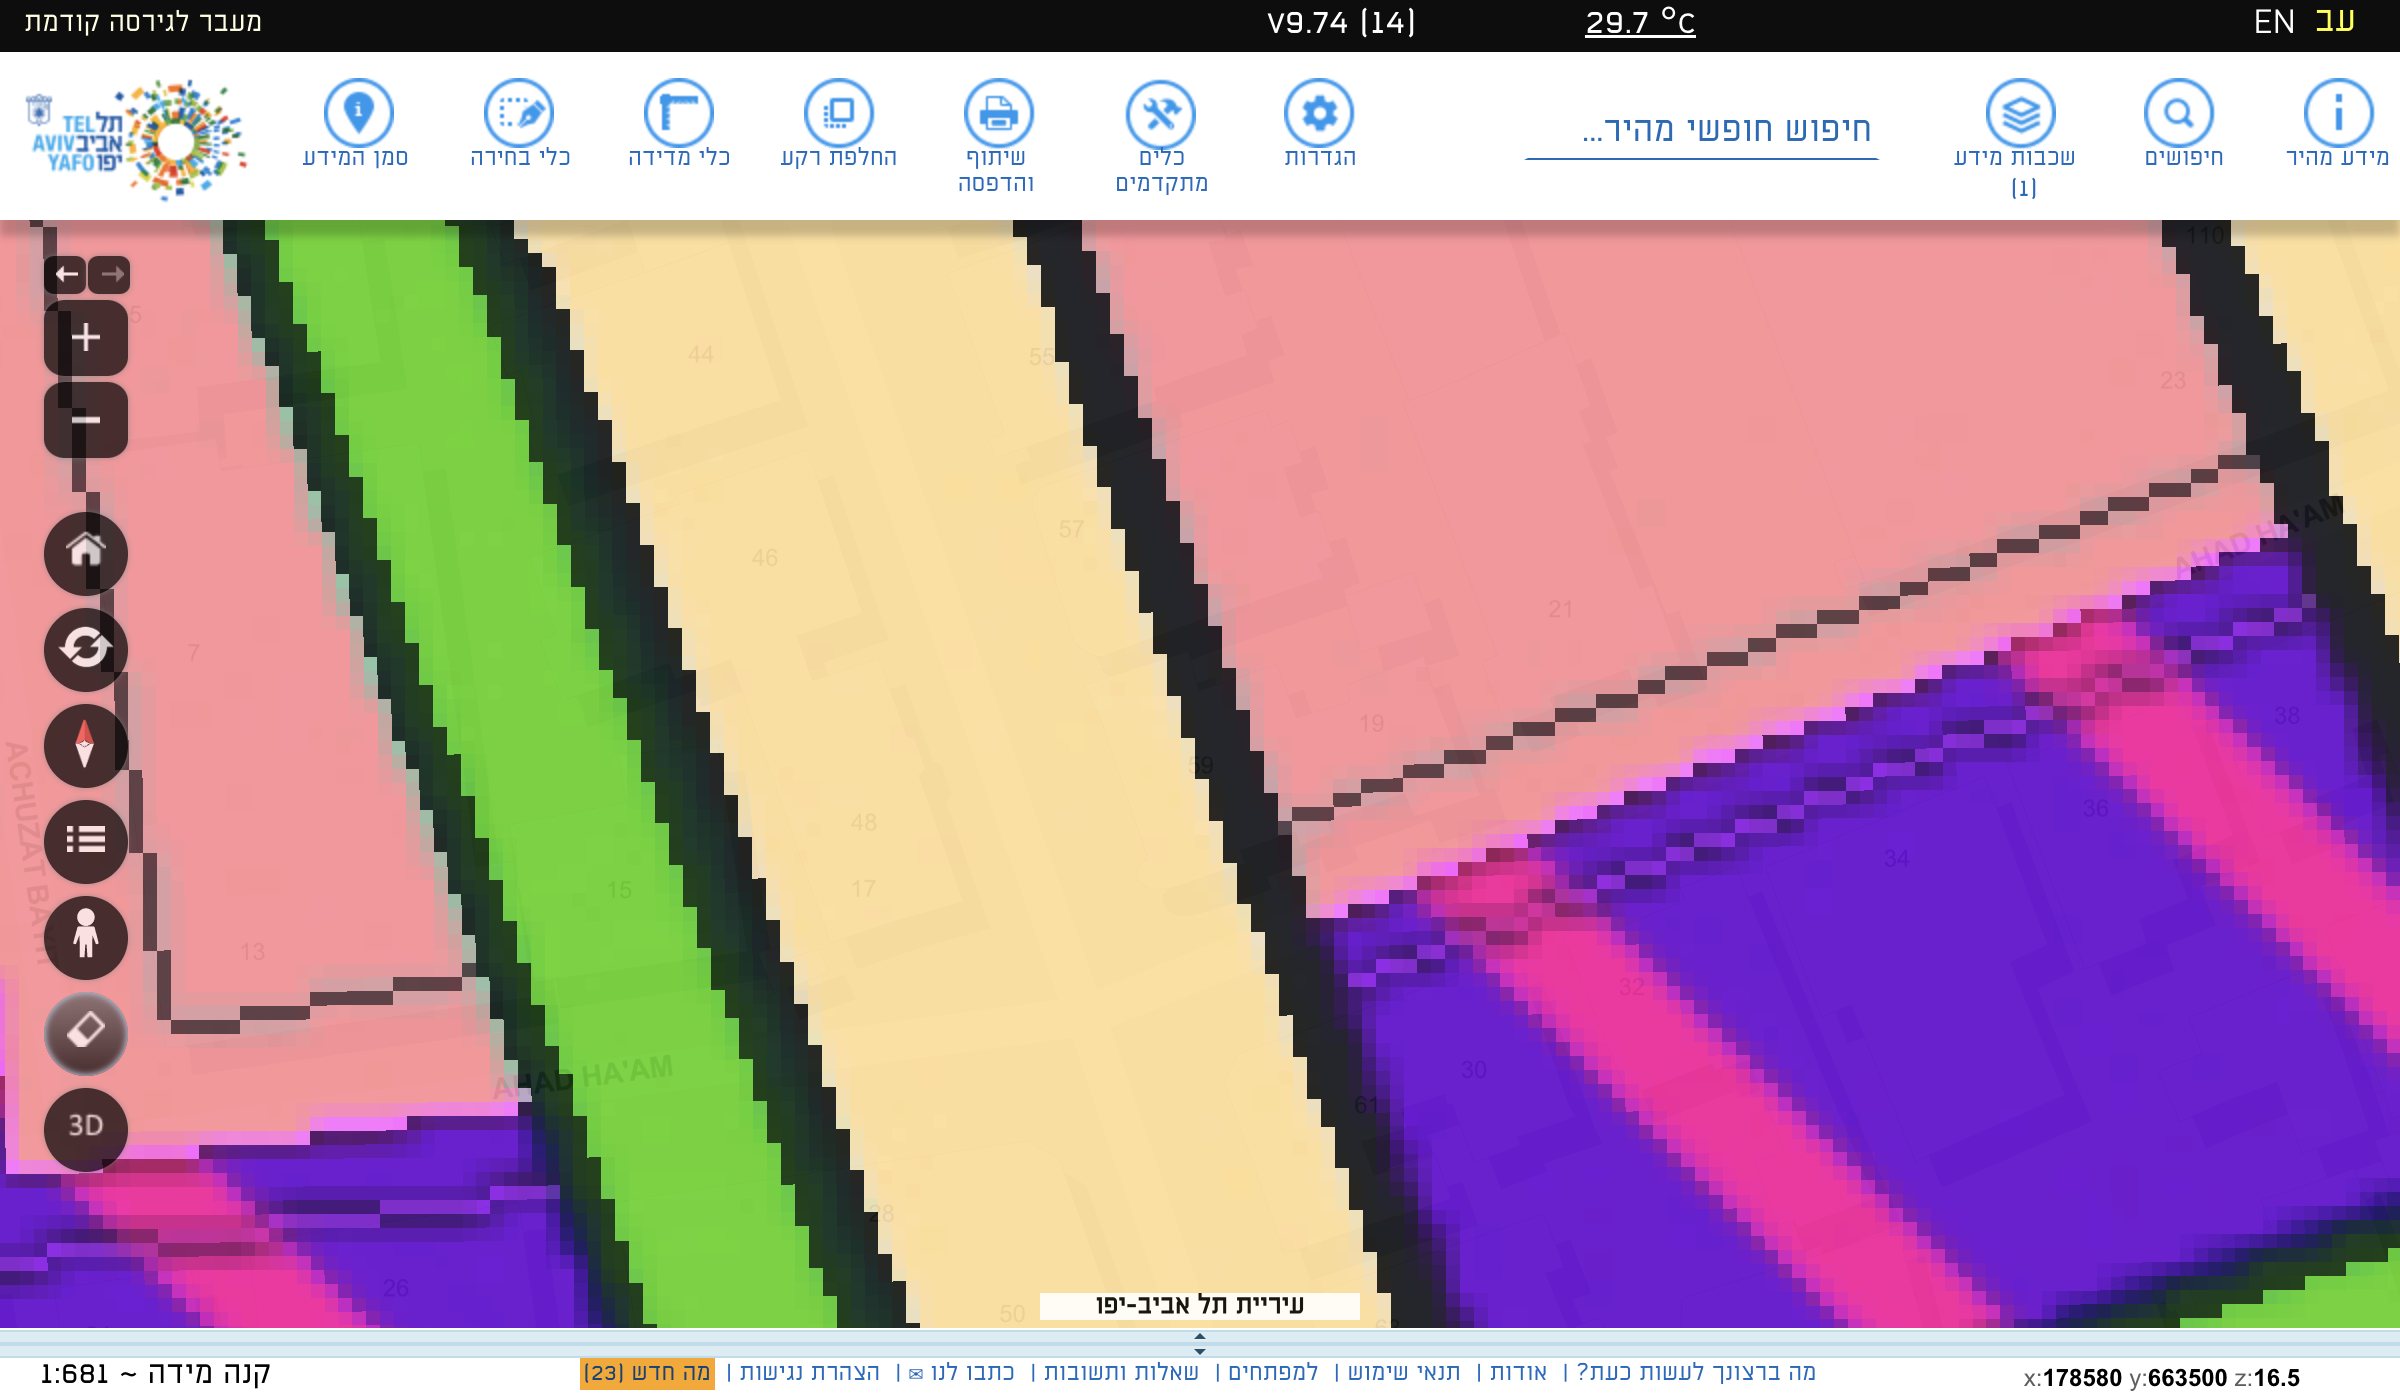 מעבר לגירסה קודמת
V9.74 (14)
29.7 °C
EN עב
תל אביב יפו
TEL AVIV YAFO
סמן המידע
כלי בחירה
כלי מדידה
החלפת רקע
שיתוף והדפסה
כלים מתקדמים
הגדרות
חיפוש חופשי מהיר...
שכבות מידע (1)
חיפושים
מידע מהיר
110
5
44
55
23
AHAD HA'AM
57
46
21
7
19
59
38
ACHUZAT BAYIT
48
36
34
17
15
13
32
30
AHAD HA'AM
61
28
26
50
3D
עיריית תל אביב-יפו
קנה מידה ~ 1:681
מה ברצונך לעשות כעת? | אודות | תנאי שימוש | למפתחים | שאלות ותשובות | כתבו לנו ✉ | הצהרת נגישות | מה חדש (23)
x:178580 y:663500 z:16.5